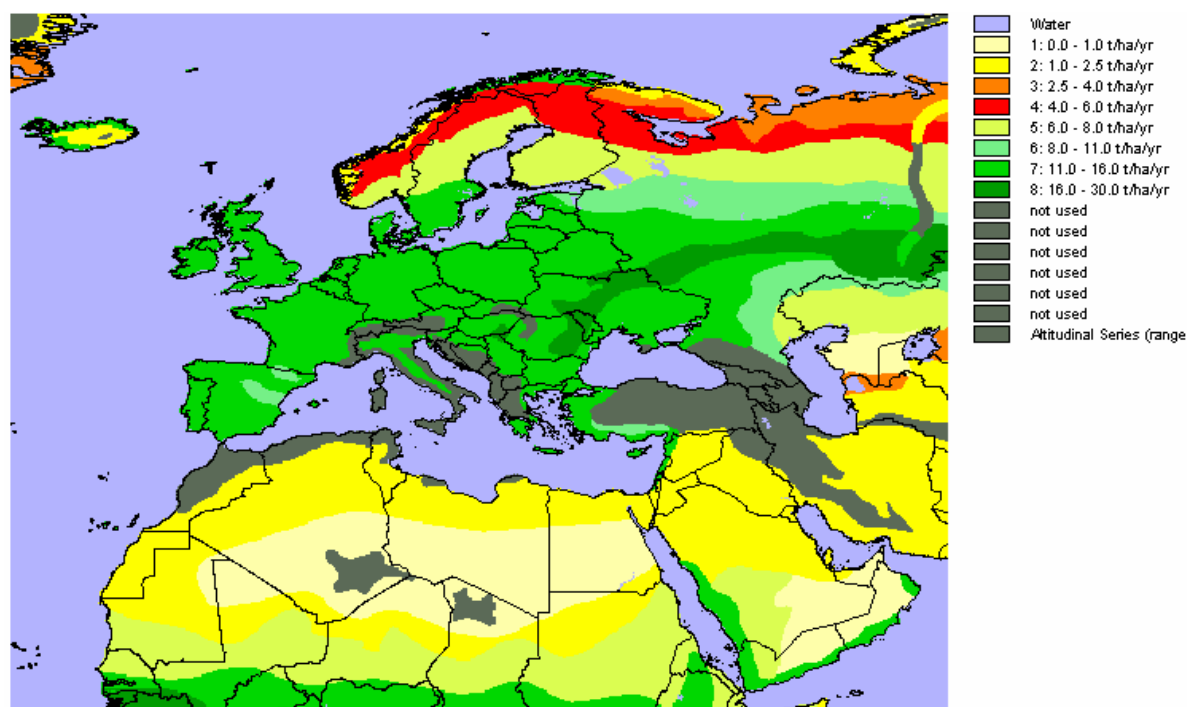 Water
1: 0.0 - 1.0 t/ha/yr
2: 1.0 - 2.5 t/ha/yr
3: 2.5 - 4.0 t/ha/yr
4: 4.0 - 6.0 t/ha/yr
5: 6.0 - 8.0 t/ha/yr
6: 8.0 - 11.0 t/ha/yr
7: 11.0 - 16.0 t/ha/yr
8: 16.0 - 30.0 t/ha/yr
not used
not used
not used
not used
not used
not used
Altitudinal Series (range